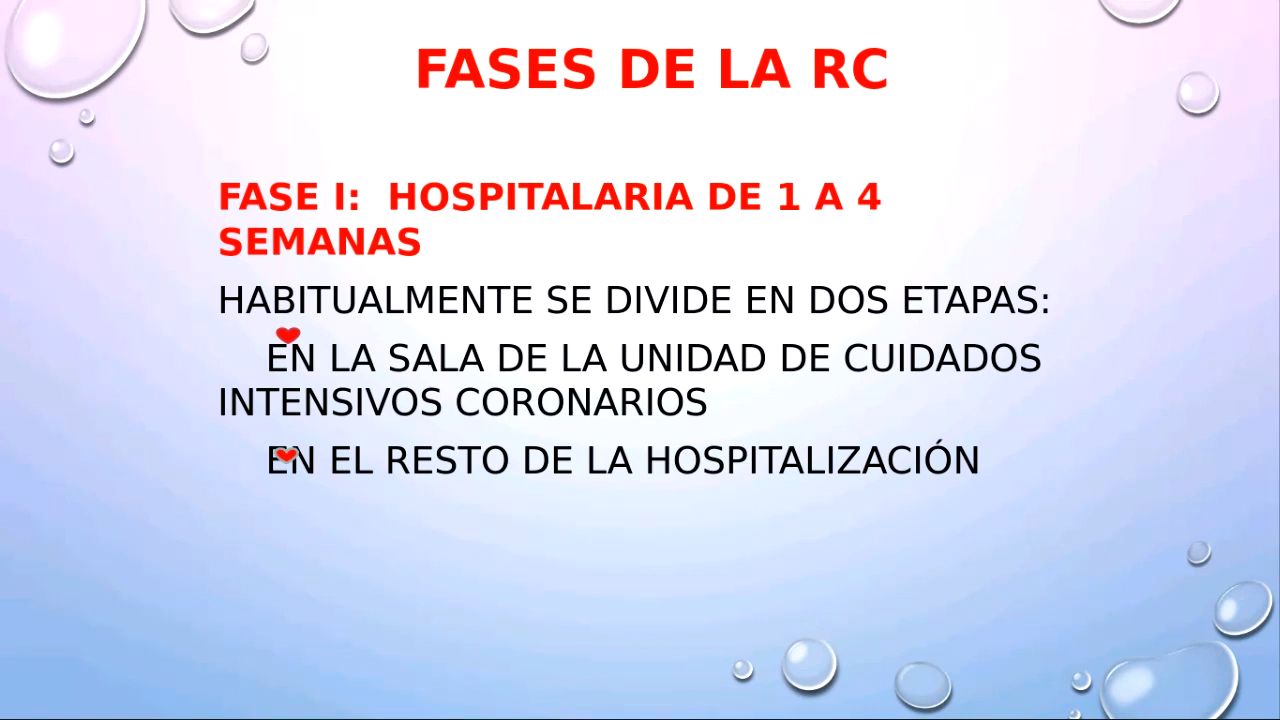 FASES DE LA RC
FASE I:  HOSPITALARIA DE 1 A 4
SEMANAS
HABITUALMENTE SE DIVIDE EN DOS ETAPAS:
EN LA SALA DE LA UNIDAD DE CUIDADOS
INTENSIVOS CORONARIOS
EN EL RESTO DE LA HOSPITALIZACIÓN